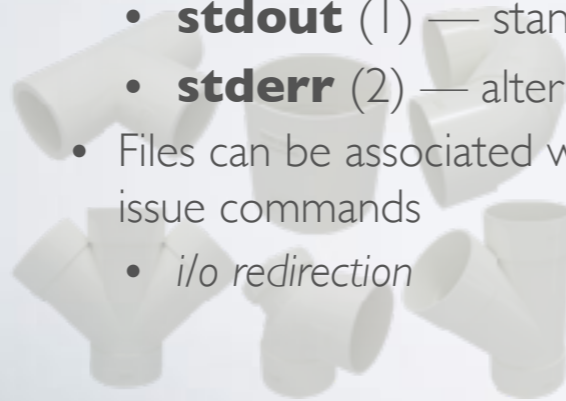 • stdout (1) — stan
• stderr (2) — alter
• Files can be associated w
issue commands
• i/o redirection